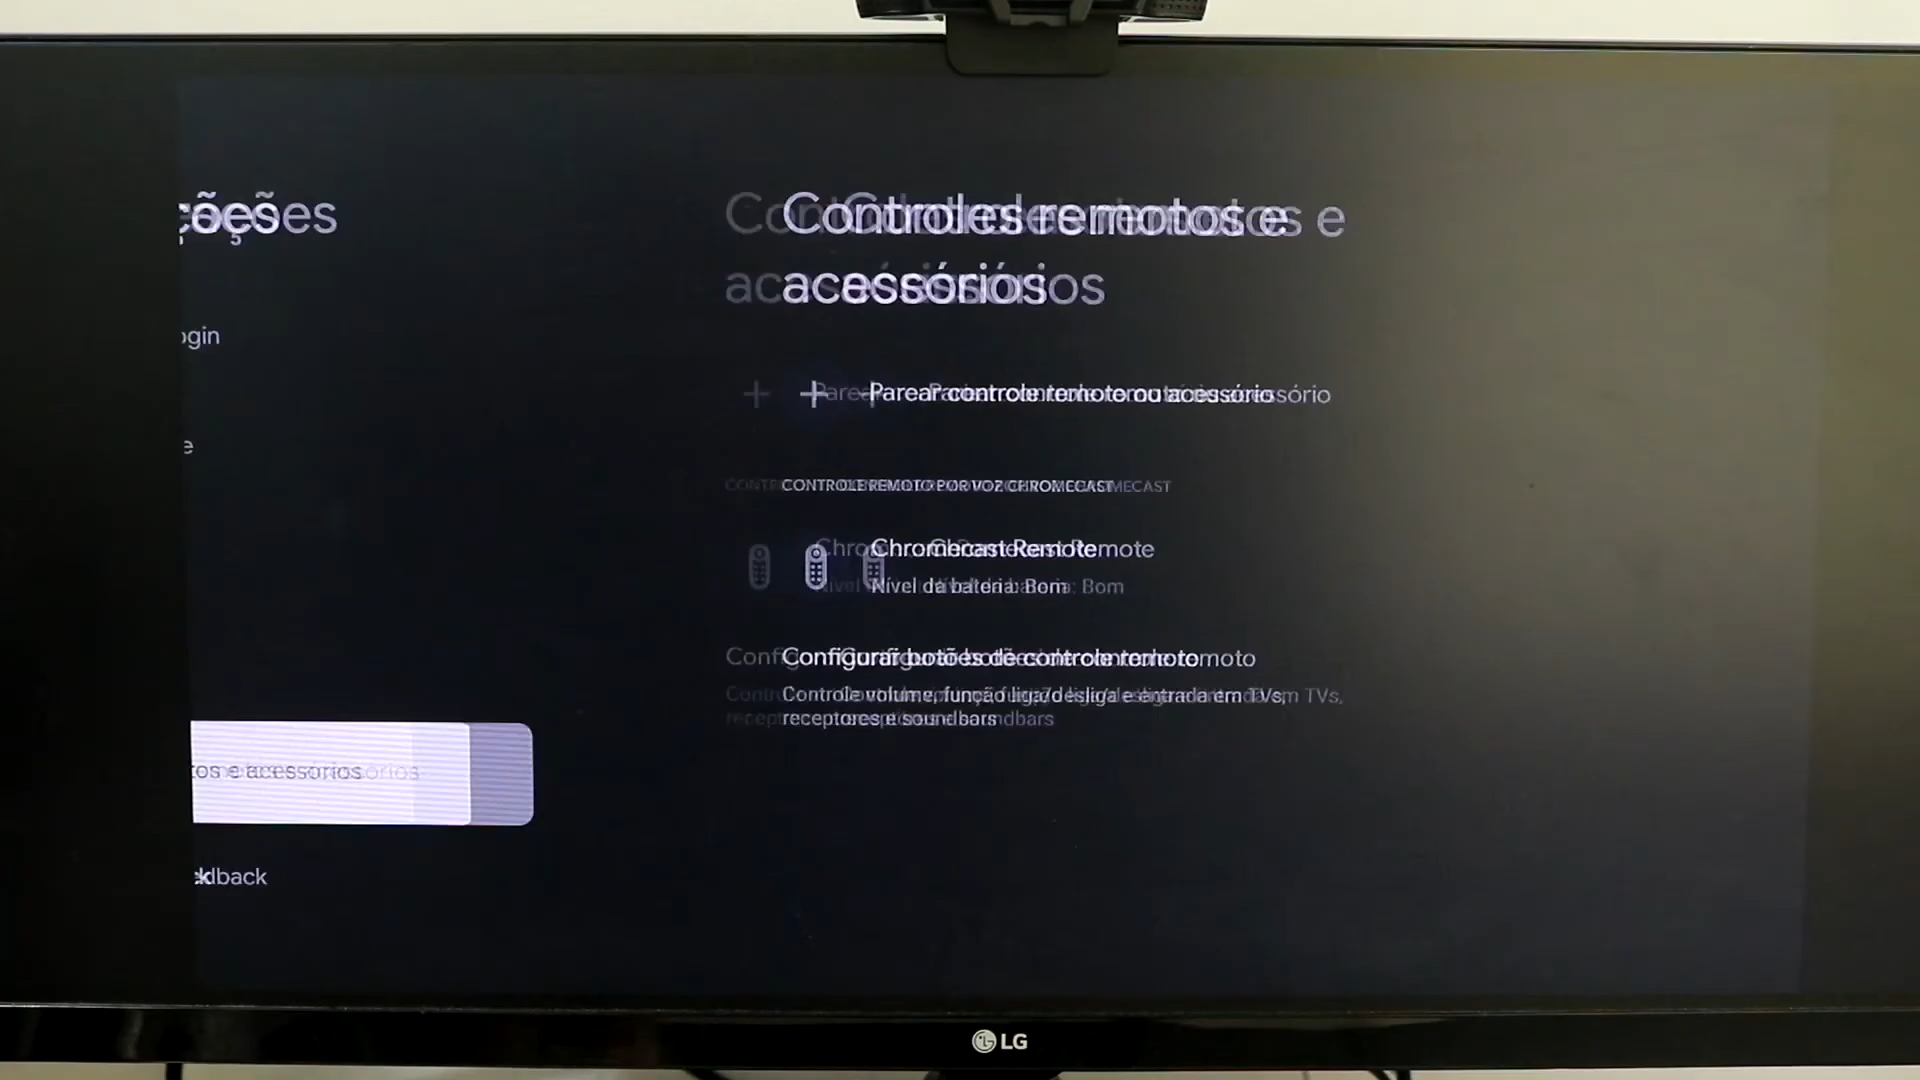 ções
Controles remotos e
acessórios
ogin
Parear controle remoto ou acessório
e
CONTROLE REMOTO POR VOZ CHROMECAST
Chromecast Remote
Nível da bateria: Bom
Configurar botões do controle remoto
Controle volume, função liga/desliga e entrada em TVs,
receptores e soundbars
tos e acessórios
edback
LG